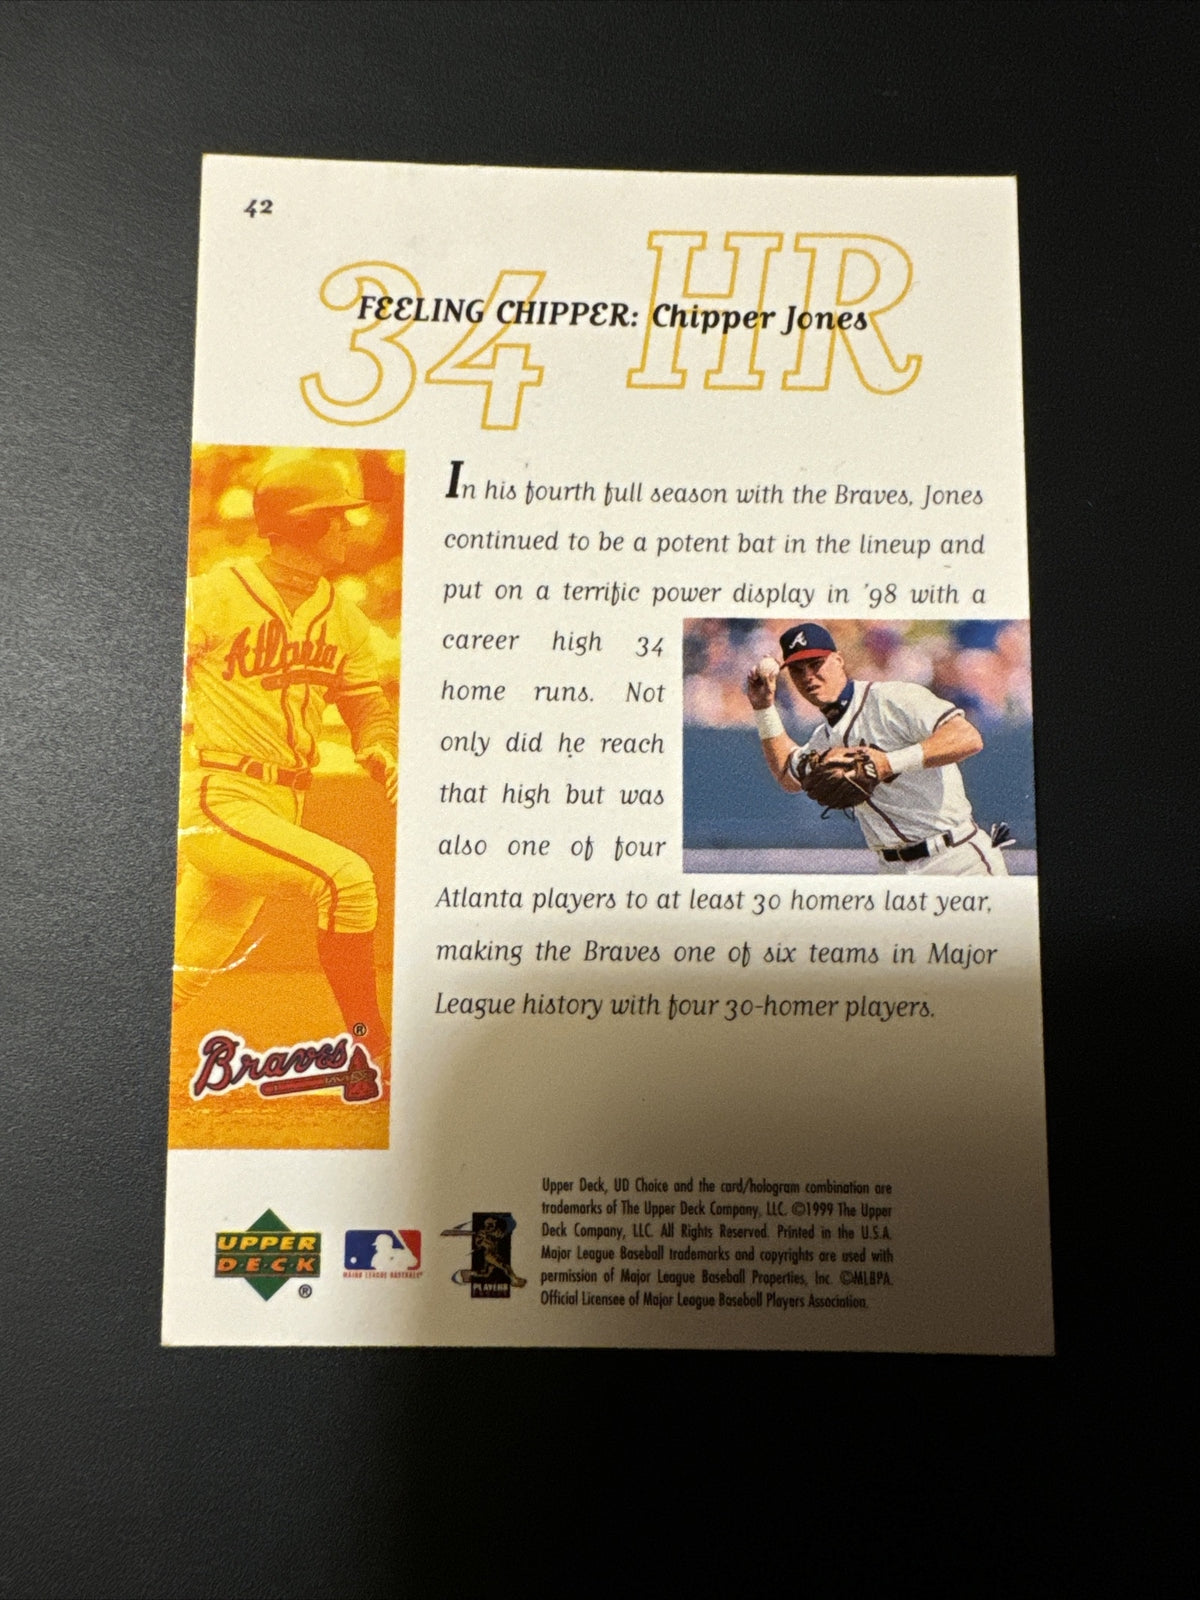 42
34 HR
FEELING CHIPPER: Chipper Jones
In his fourth full season with the Braves, Jones
continued to be a potent bat in the lineup and
put on a terrific power display in '98 with a
career high 34
home runs. Not
only did he reach
that high but was
also one of four
Atlanta players to at least 30 homers last year,
making the Braves one of six teams in Major
League history with four 30-homer players.
Atlanta
A
Braves®
UPPER
DECK
®
MAJOR LEAGUE BASEBALL
PLAYERS
Upper Deck, UD Choice and the card/hologram combination are
trademarks of The Upper Deck Company, LLC. ©1999 The Upper
Deck Company, LLC. All Rights Reserved. Printed in the U.S.A.
Major League Baseball trademarks and copyrights are used with
permission of Major League Baseball Properties, Inc. ©MLBPA.
Official Licensee of Major League Baseball Players Association.